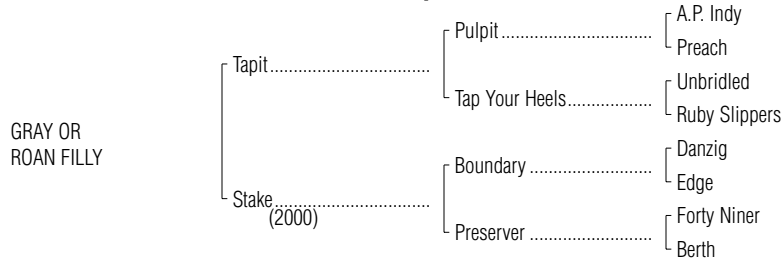 A.P. Indy
Pulpit
Preach
Tapit
Unbridled
Tap Your Heels
Ruby Slippers
GRAY OR
ROAN FILLY
Danzig
Boundary
Edge
Stake
(2000)
Forty Niner
Preserver
Berth